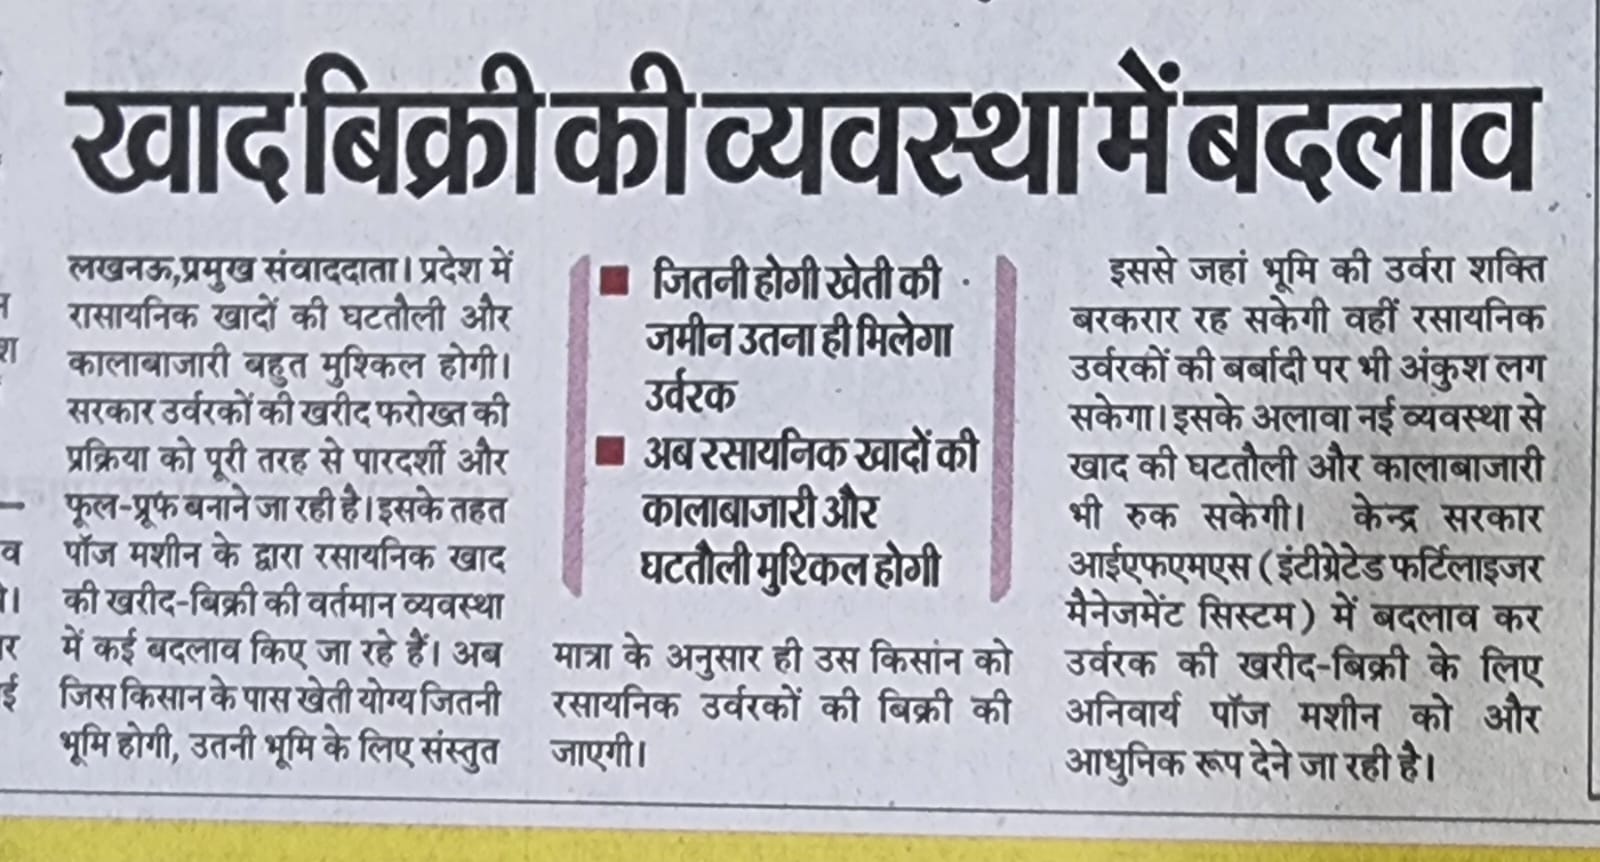 खाद बिक्री की व्यवस्था में बदलाव
लखनऊ,प्रमुख संवाददाता। प्रदेश में
रासायनिक खादों की घटतौली और
कालाबाजारी बहुत मुश्किल होगी।
सरकार उर्वरकों की खरीद फरोख्त की
प्रक्रिया को पूरी तरह से पारदर्शी और
फूल-प्रूफ बनाने जा रही है। इसके तहत
पॉज मशीन के द्वारा रसायनिक खाद
की खरीद-बिक्री की वर्तमान व्यवस्था
में कई बदलाव किए जा रहे हैं। अब
जिस किसान के पास खेती योग्य जितनी
भूमि होगी, उतनी भूमि के लिए संस्तुत
■ जितनी होगी खेती की
जमीन उतना ही मिलेगा
उर्वरक
■ अब रसायनिक खादों की
कालाबाजारी और
घटतौली मुश्किल होगी
मात्रा के अनुसार ही उस किसांन को
रसायनिक उर्वरकों की बिक्री की
जाएगी।
इससे जहां भूमि की उर्वरा शक्ति
बरकरार रह सकेगी वहीं रसायनिक
उर्वरकों की बर्बादी पर भी अंकुश लग
सकेगा। इसके अलावा नई व्यवस्था से
खाद की घटतौली और कालाबाजारी
भी रुक सकेगी। केन्द्र सरकार
आईएफएमएस (इंटीग्रेटेड फर्टिलाइजर
मैनेजमेंट सिस्टम) में बदलाव कर
उर्वरक की खरीद-बिक्री के लिए
अनिवार्य पॉज मशीन को और
आधुनिक रूप देने जा रही है।